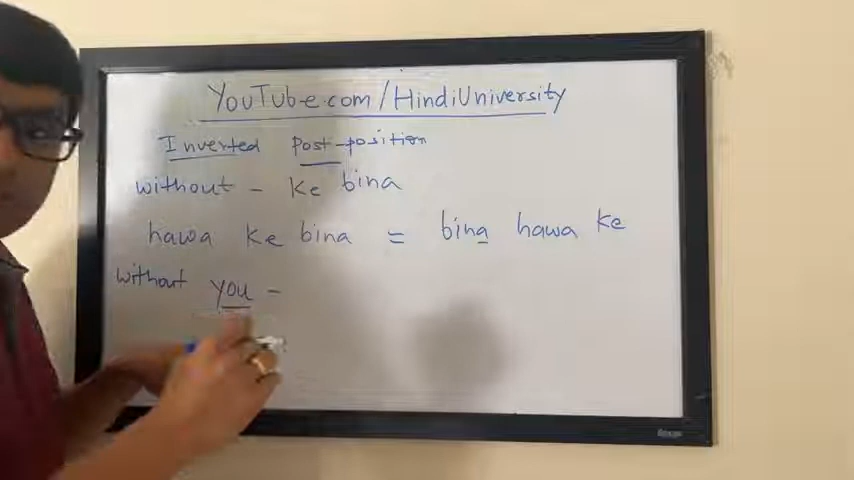 YouTube.com/HindiUniversity
Inverted Post-position
without - ke bina
hawa ke bina = bina hawa ke
without you -